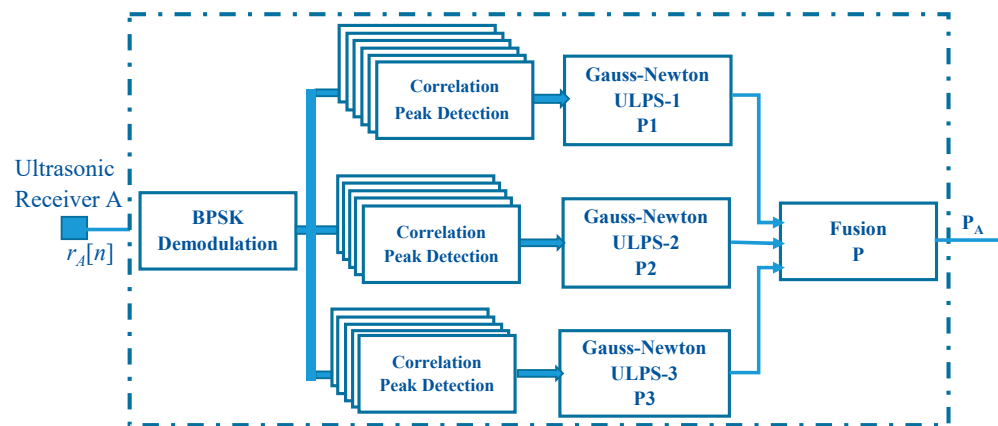 Ultrasonic
Receiver A
r_A[n]
BPSK
Demodulation
Correlation
Peak Detection
Gauss-Newton
ULPS-1
P1
Correlation
Peak Detection
Gauss-Newton
ULPS-2
P2
Correlation
Peak Detection
Gauss-Newton
ULPS-3
P3
Fusion
P
P_A